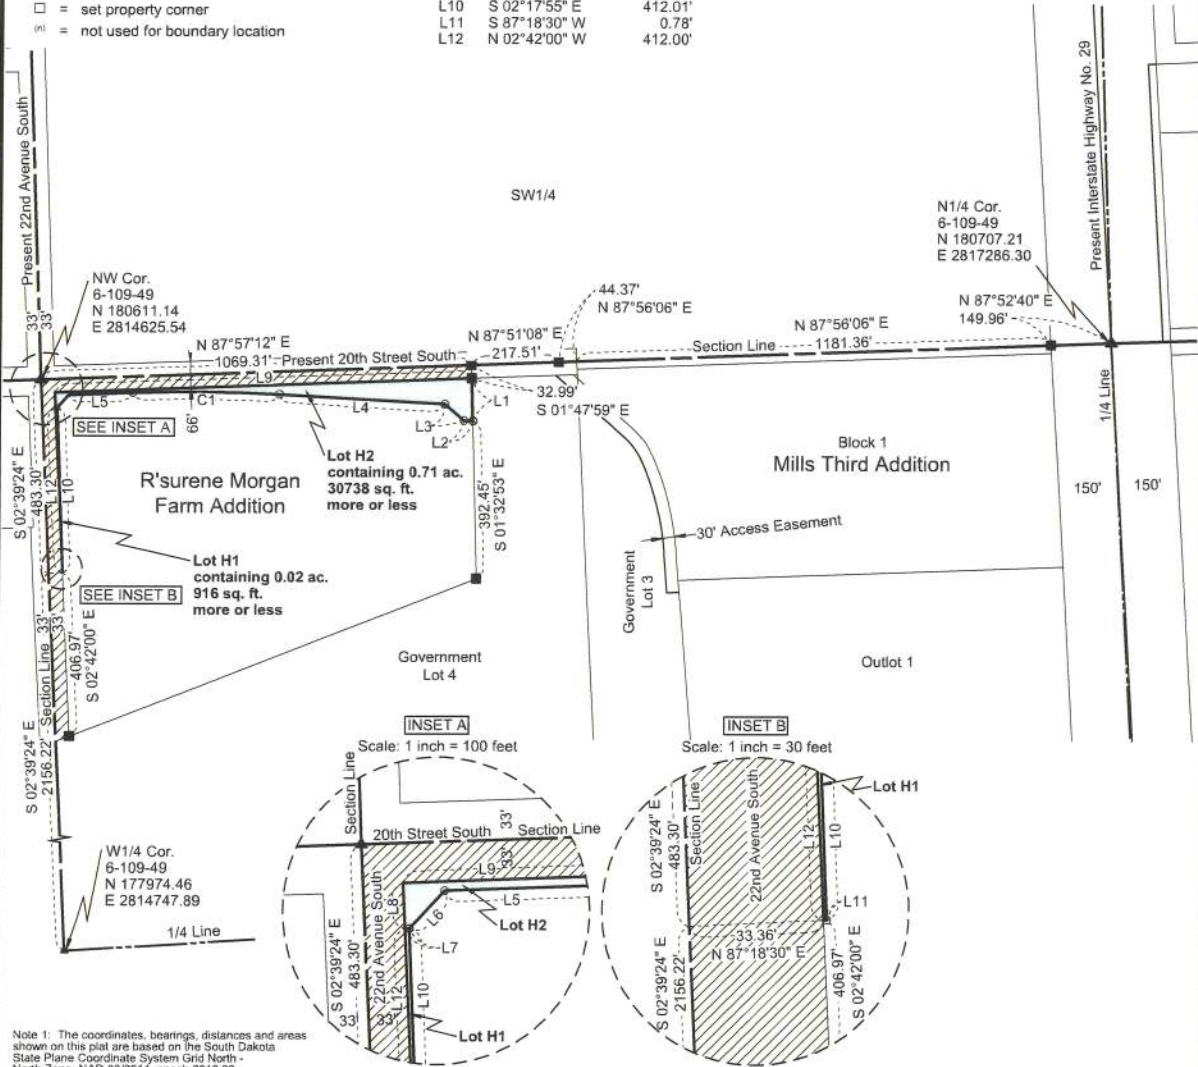 □ = set property corner
(n) = not used for boundary location
L10 S 02°17'55" E 412.01'
L11 S 87°18'30" W 0.78'
L12 N 02°42'00" W 412.00'
Present 22nd Avenue South
33'
33'
SW1/4
Present Interstate Highway No. 29
N1/4 Cor.
6-109-49
N 180707.21
E 2817286.30
NW Cor.
6-109-49
N 180611.14
E 2814625.54
44.37'
N 87°56'06" E
N 87°52'40" E
149.96'
N 87°57'12" E
1069.31'
Present 20th Street South
N 87°51'08" E
217.51'
Section Line
N 87°56'06" E
1181.36'
L9
L5
C1
66'
L4
L3
L2
L1
32.99'
S 01°47'59" E
1/4 Line
SEE INSET A
Lot H2
containing 0.71 ac.
30738 sq. ft.
more or less
R'surene Morgan
Farm Addition
Block 1
Mills Third Addition
150'
150'
S 02°39'24" E
483.30'
L12
L10
392.45'
S 01°32'53" E
30' Access Easement
Lot H1
containing 0.02 ac.
916 sq. ft.
more or less
SEE INSET B
Government
Lot 3
33'
33'
406.97'
S 02°42'00" E
Section Line
Government
Lot 4
Outlot 1
S 02°39'24" E
2156.22'
INSET A
Scale: 1 inch = 100 feet
INSET B
Scale: 1 inch = 30 feet
Section Line
20th Street South
33'
Section Line
33'
L9
L8
L5
L6
Lot H2
L7
S 02°39'24" E
483.30'
22nd Avenue South
33'
33'
L12
L10
Lot H1
S 02°39'24" E
483.30'
Section Line
22nd Avenue South
L12
L10
Lot H1
L11
33.36'
N 87°18'30" E
S 02°39'24" E
2156.22'
406.97'
S 02°42'00" E
W1/4 Cor.
6-109-49
N 177974.46
E 2814747.89
1/4 Line
Note 1: The coordinates, bearings, distances and areas
shown on this plat are based on the South Dakota
State Plane Coordinate System Grid North -